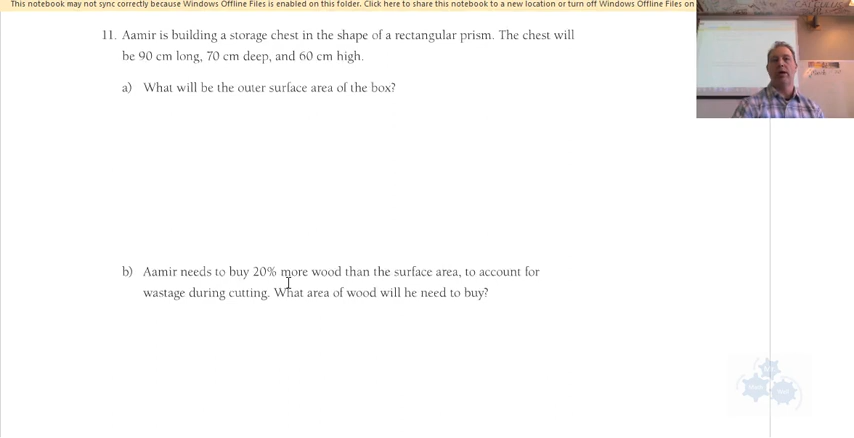 This notebook may not sync correctly because Windows Offline Files is enabled on this folder. Click here to share this notebook to a new location or turn off Windows Offline Files on
11. Aamir is building a storage chest in the shape of a rectangular prism. The chest will
be 90 cm long, 70 cm deep, and 60 cm high.
a) What will be the outer surface area of the box?
b) Aamir needs to buy 20% more wood than the surface area, to account for
wastage during cutting. What area of wood will he need to buy?